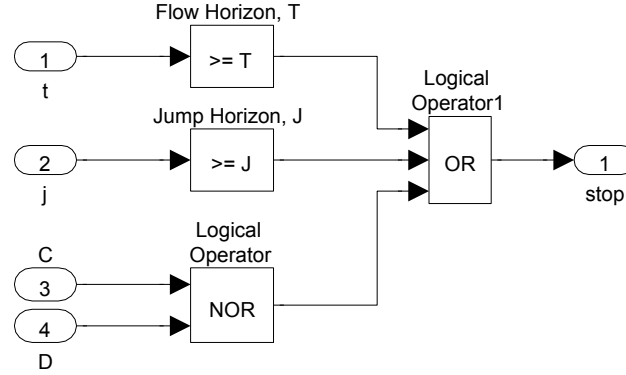 Flow Horizon, T
1
t
>= T
Jump Horizon, J
2
j
>= J
Logical
Operator1
OR
1
stop
C
3
4
D
Logical
Operator
NOR